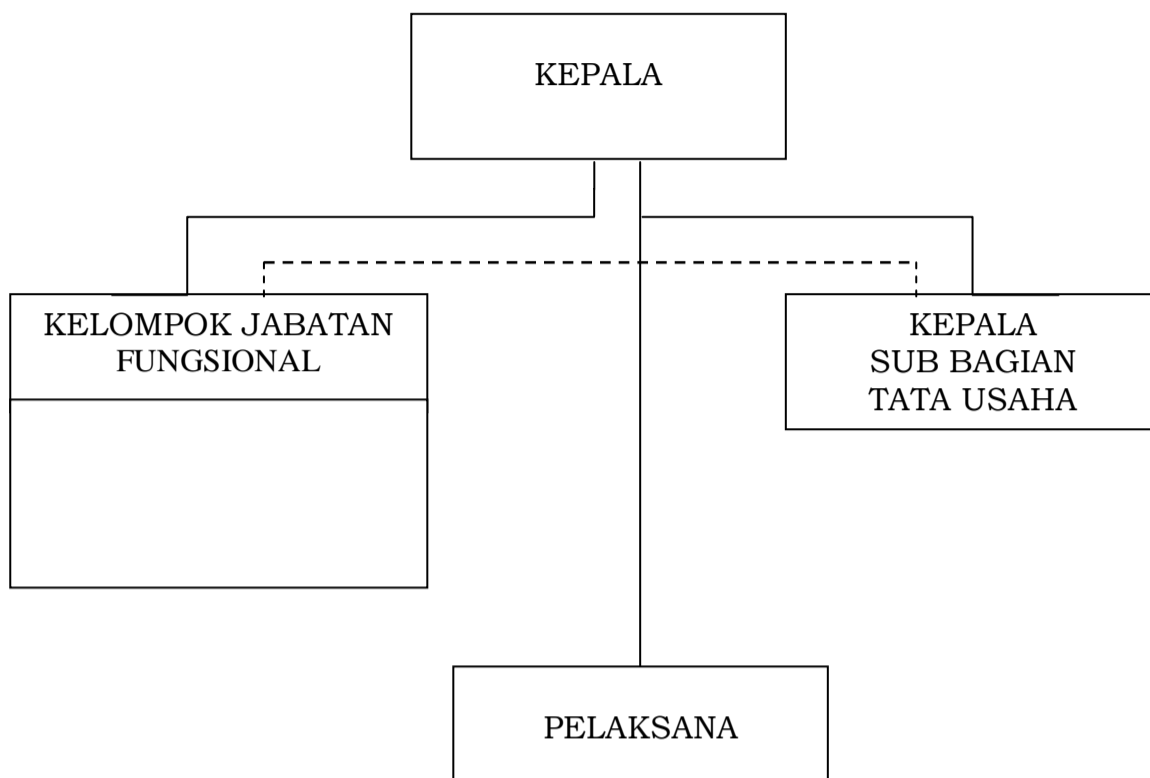 KEPALA
KELOMPOK JABATAN
FUNGSIONAL
KEPALA
SUB BAGIAN
TATA USAHA
PELAKSANA